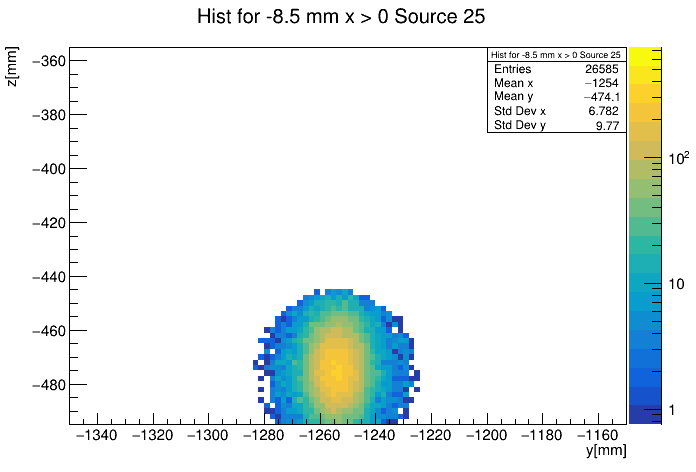 Hist for -8.5 mm x > 0 Source 25
z[mm]
Hist for -8.5 mm x > 0 Source 25
Entries 26585
Mean x −1254
Mean y −474.1
Std Dev x 6.782
Std Dev y 9.77
−360
−380
−400
−420
−440
−460
−480
10²
10
1
−1340 −1320 −1300 −1280 −1260 −1240 −1220 −1200 −1180 −1160
y[mm]